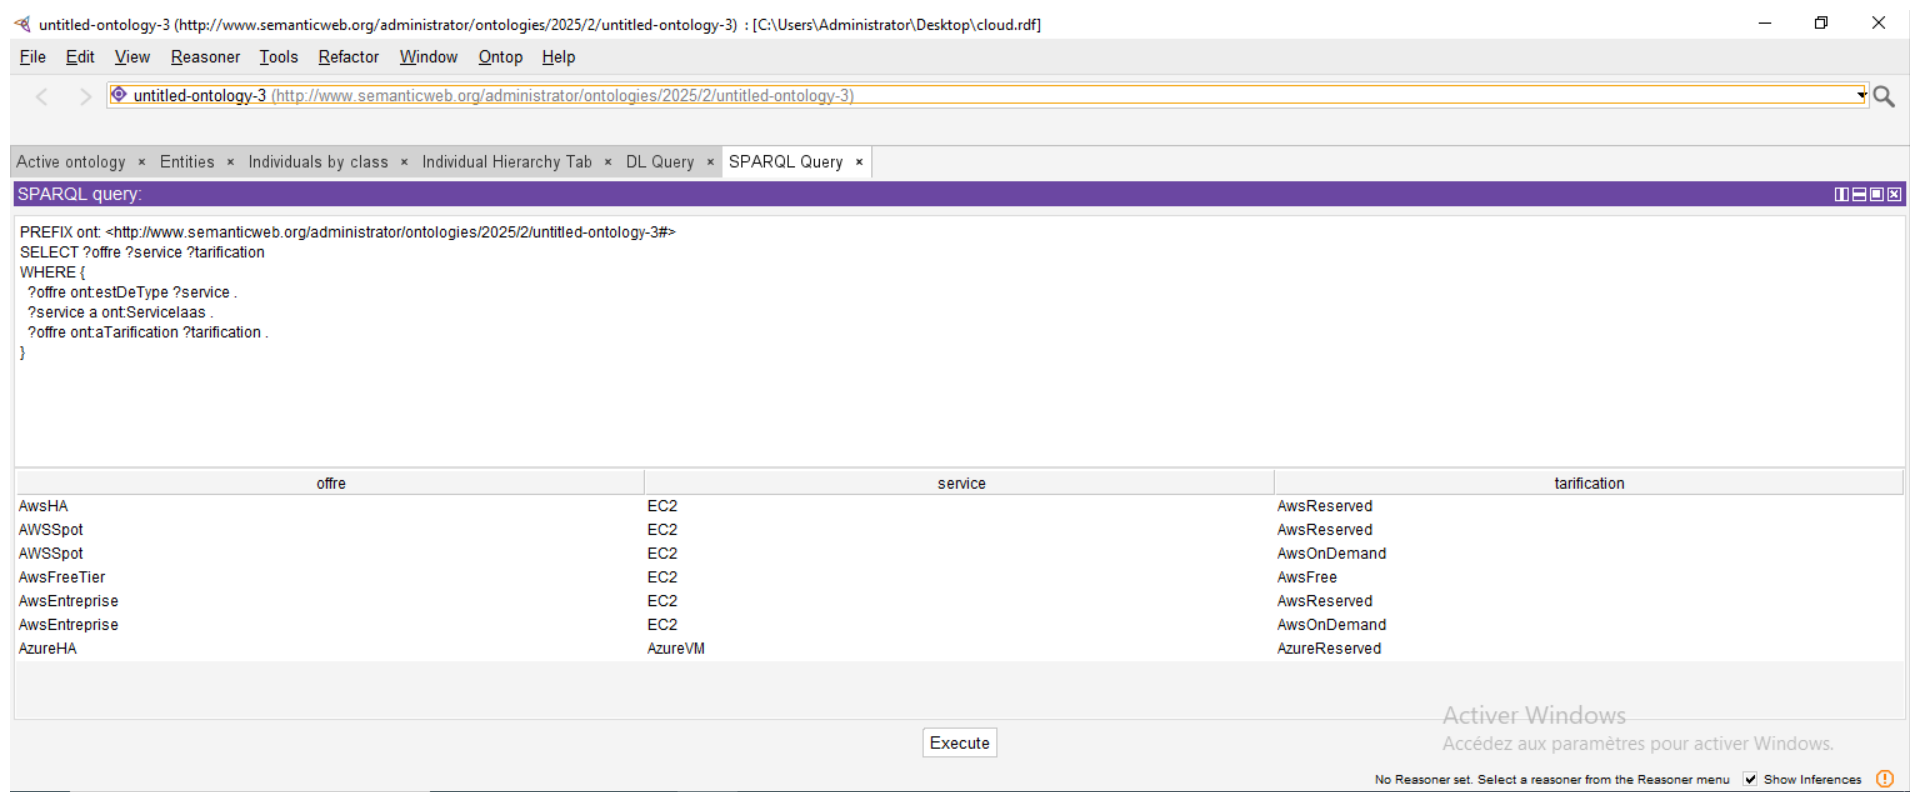 untitled-ontology-3 (http://www.semanticweb.org/administrator/ontologies/2025/2/untitled-ontology-3) : [C:\Users\Administrator\Desktop\cloud.rdf]
File Edit View Reasoner Tools Refactor Window Ontop Help
untitled-ontology-3 (http://www.semanticweb.org/administrator/ontologies/2025/2/untitled-ontology-3)
Active ontology × Entities × Individuals by class × Individual Hierarchy Tab × DL Query × SPARQL Query ×
SPARQL query:
PREFIX ont: <http://www.semanticweb.org/administrator/ontologies/2025/2/untitled-ontology-3#>
SELECT ?offre ?service ?tarification
WHERE {
?offre ont:estDeType ?service .
?service a ont:ServiceIaas .
?offre ont:aTarification ?tarification .
}
offre service tarification
AwsHA EC2 AwsReserved
AWSSpot EC2 AwsReserved
AWSSpot EC2 AwsOnDemand
AwsFreeTier EC2 AwsFree
AwsEntreprise EC2 AwsReserved
AwsEntreprise EC2 AwsOnDemand
AzureHA AzureVM AzureReserved
Activer Windows
Execute
Accédez aux paramètres pour activer Windows.
No Reasoner set. Select a reasoner from the Reasoner menu Show Inferences